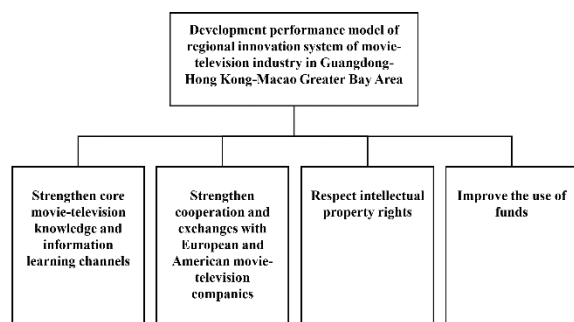 Development performance model of
regional innovation system of movie-
television industry in Guangdong-
Hong Kong-Macao Greater Bay Area
Strengthen core
movie-television
knowledge and
information
learning channels
Strengthen
cooperation and
exchanges with
European and
American movie-
television
companies
Respect intellectual
property rights
Improve the use of
funds